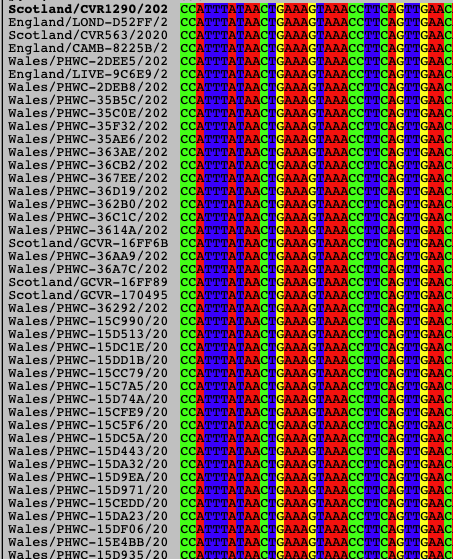 Scotland/CVR1290/202 CCATTTATAACTGAAAGTAAACCTTCAGTTGAAC
England/LOND-D52FF/2 CCATTTATAACTGAAAGTAAACCTTCAGTTGAAC
Scotland/CVR563/2020 CCATTTATAACTGAAAGTAAACCTTCAGTTGAAC
England/CAMB-8225B/2 CCATTTATAACTGAAAGTAAACCTTCAGTTGAAC
Wales/PHWC-2DEE5/202 CCATTTATAACTGAAAGTAAACCTTCAGTTGAAC
England/LIVE-9C6E9/2 CCATTTATAACTGAAAGTAAACCTTCAGTTGAAC
Wales/PHWC-2DEB8/202 CCATTTATAACTGAAAGTAAACCTTCAGTTGAAC
Wales/PHWC-35B5C/202 CCATTTATAACTGAAAGTAAACCTTCAGTTGAAC
Wales/PHWC-35C0E/202 CCATTTATAACTGAAAGTAAACCTTCAGTTGAAC
Wales/PHWC-35F32/202 CCATTTATAACTGAAAGTAAACCTTCAGTTGAAC
Wales/PHWC-35AE6/202 CCATTTATAACTGAAAGTAAACCTTCAGTTGAAC
Wales/PHWC-363AE/202 CCATTTATAACTGAAAGTAAACCTTCAGTTGAAC
Wales/PHWC-36CB2/202 CCATTTATAACTGAAAGTAAACCTTCAGTTGAAC
Wales/PHWC-367EE/202 CCATTTATAACTGAAAGTAAACCTTCAGTTGAAC
Wales/PHWC-36D19/202 CCATTTATAACTGAAAGTAAACCTTCAGTTGAAC
Wales/PHWC-362B0/202 CCATTTATAACTGAAAGTAAACCTTCAGTTGAAC
Wales/PHWC-36C1C/202 CCATTTATAACTGAAAGTAAACCTTCAGTTGAAC
Wales/PHWC-3614A/202 CCATTTATAACTGAAAGTAAACCTTCAGTTGAAC
Scotland/GCVR-16FF6B CCATTTATAACTGAAAGTAAACCTTCAGTTGAAC
Wales/PHWC-36AA9/202 CCATTTATAACTGAAAGTAAACCTTCAGTTGAAC
Wales/PHWC-36A7C/202 CCATTTATAACTGAAAGTAAACCTTCAGTTGAAC
Scotland/GCVR-16FF89 CCATTTATAACTGAAAGTAAACCTTCAGTTGAAC
Scotland/GCVR-170495 CCATTTATAACTGAAAGTAAACCTTCAGTTGAAC
Wales/PHWC-36292/202 CCATTTATAACTGAAAGTAAACCTTCAGTTGAAC
Wales/PHWC-15C990/20 CCATTTATAACTGAAAGTAAACCTTCAGTTGAAC
Wales/PHWC-15D513/20 CCATTTATAACTGAAAGTAAACCTTCAGTTGAAC
Wales/PHWC-15DC1E/20 CCATTTATAACTGAAAGTAAACCTTCAGTTGAAC
Wales/PHWC-15DD1B/20 CCATTTATAACTGAAAGTAAACCTTCAGTTGAAC
Wales/PHWC-15CC79/20 CCATTTATAACTGAAAGTAAACCTTCAGTTGAAC
Wales/PHWC-15C7A5/20 CCATTTATAACTGAAAGTAAACCTTCAGTTGAAC
Wales/PHWC-15D74A/20 CCATTTATAACTGAAAGTAAACCTTCAGTTGAAC
Wales/PHWC-15CFE9/20 CCATTTATAACTGAAAGTAAACCTTCAGTTGAAC
Wales/PHWC-15C5F6/20 CCATTTATAACTGAAAGTAAACCTTCAGTTGAAC
Wales/PHWC-15DC5A/20 CCATTTATAACTGAAAGTAAACCTTCAGTTGAAC
Wales/PHWC-15D443/20 CCATTTATAACTGAAAGTAAACCTTCAGTTGAAC
Wales/PHWC-15DA32/20 CCATTTATAACTGAAAGTAAACCTTCAGTTGAAC
Wales/PHWC-15D9EA/20 CCATTTATAACTGAAAGTAAACCTTCAGTTGAAC
Wales/PHWC-15D971/20 CCATTTATAACTGAAAGTAAACCTTCAGTTGAAC
Wales/PHWC-15CEDD/20 CCATTTATAACTGAAAGTAAACCTTCAGTTGAAC
Wales/PHWC-15DA23/20 CCATTTATAACTGAAAGTAAACCTTCAGTTGAAC
Wales/PHWC-15DF06/20 CCATTTATAACTGAAAGTAAACCTTCAGTTGAAC
Wales/PHWC-15E4BB/20 CCATTTATAACTGAAAGTAAACCTTCAGTTGAAC
Wales/PHWC-15D935/20 CCATTTATAACTGAAAGTAAACCTTCAGTTGAAC